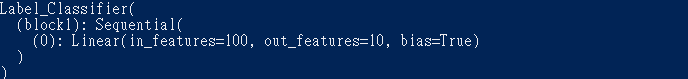 Label_Classifier(
  (block1): Sequential(
    (0): Linear(in_features=100, out_features=10, bias=True)
  )
)